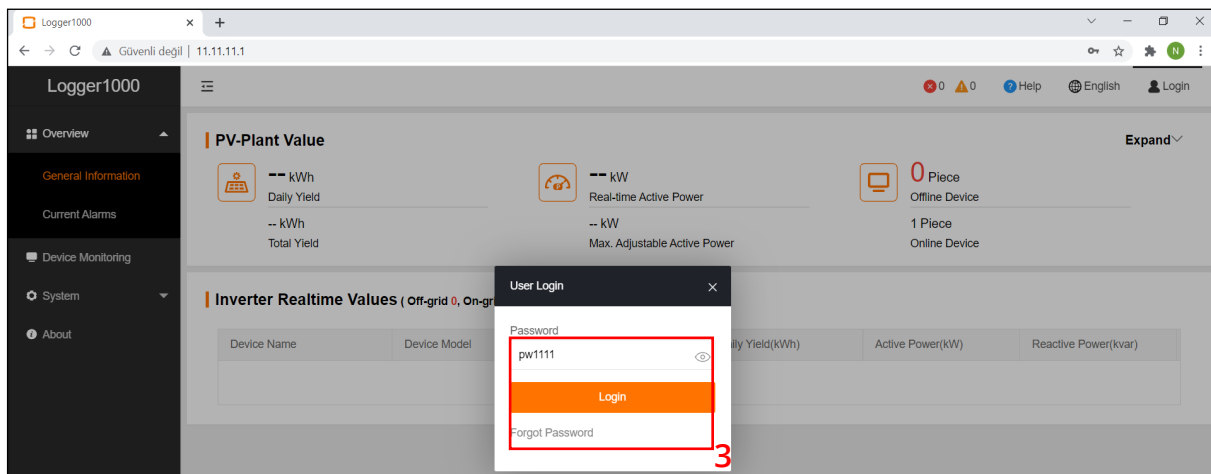 Logger1000
Güvenli değil | 11.11.11.1
N
Logger1000
0 0 Help English Login
Overview
General Information
Current Alarms
Device Monitoring
System
About
PV-Plant Value Expand
-- kWh
Daily Yield
-- kWh
Total Yield
-- kW
Real-time Active Power
-- kW
Max. Adjustable Active Power
0 Piece
Offline Device
1 Piece
Online Device
Inverter Realtime Values ( Off-grid 0, On-gr
Device Name Device Model ily Yield(kWh) Active Power(kW) Reactive Power(kvar)
User Login
Password
pw1111
Login
Forgot Password
3